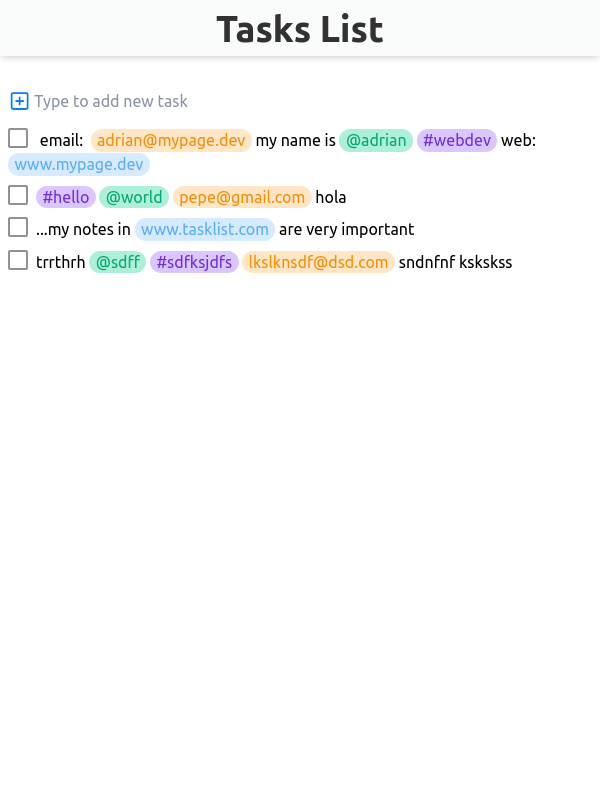 Tasks List
Type to add new task
email: adrian@mypage.dev my name is @adrian #webdev web:
www.mypage.dev
#hello @world pepe@gmail.com hola
...my notes in www.tasklist.com are very important
trrthrh @sdff #sdfksjdfs lkslknsdf@dsd.com sndnfnf kskskss